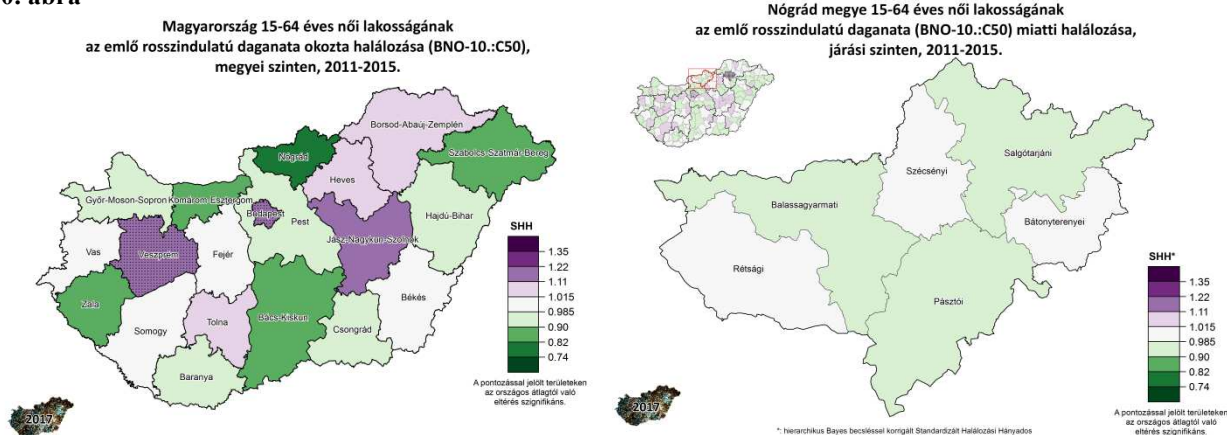 0. ábra
Magyarország 15-64 éves női lakosságának
az emlő rosszindulatú daganata okozta halálozása (BNO-10.:C50),
megyei szinten, 2011-2015.
Borsod-Abaúj-Zemplén
Szabolcs-Szatmár-Bereg
Nógrád
Heves
Győr-Moson-Sopron
Komárom-Esztergom
Budapest
Pest
Hajdú-Bihar
Jász-Nagykun-Szolnok
Vas
Veszprém
Fejér
Békés
Zala
Somogy
Tolna
Bács-Kiskun
Csongrád
Baranya
SHH
1.35
1.22
1.11
1.015
0.985
0.90
0.82
0.74
A pontozással jelölt területeken
az országos átlagtól való
eltérés szignifikáns.
2017
Nógrád megye 15-64 éves női lakosságának
az emlő rosszindulatú daganata (BNO-10.:C50) miatti halálozása,
járási szinten, 2011-2015.
Salgótarjáni
Szécsényi
Balassagyarmati
Bátonyterenyei
Rétsági
Pásztói
SHH*
1.35
1.22
1.11
1.015
0.985
0.90
0.82
0.74
A pontozással jelölt területeken
az országos átlagtól való
eltérés szignifikáns.
2017
*: hierarchikus Bayes becsléssel korrigált Standardizált Halálozási Hányados